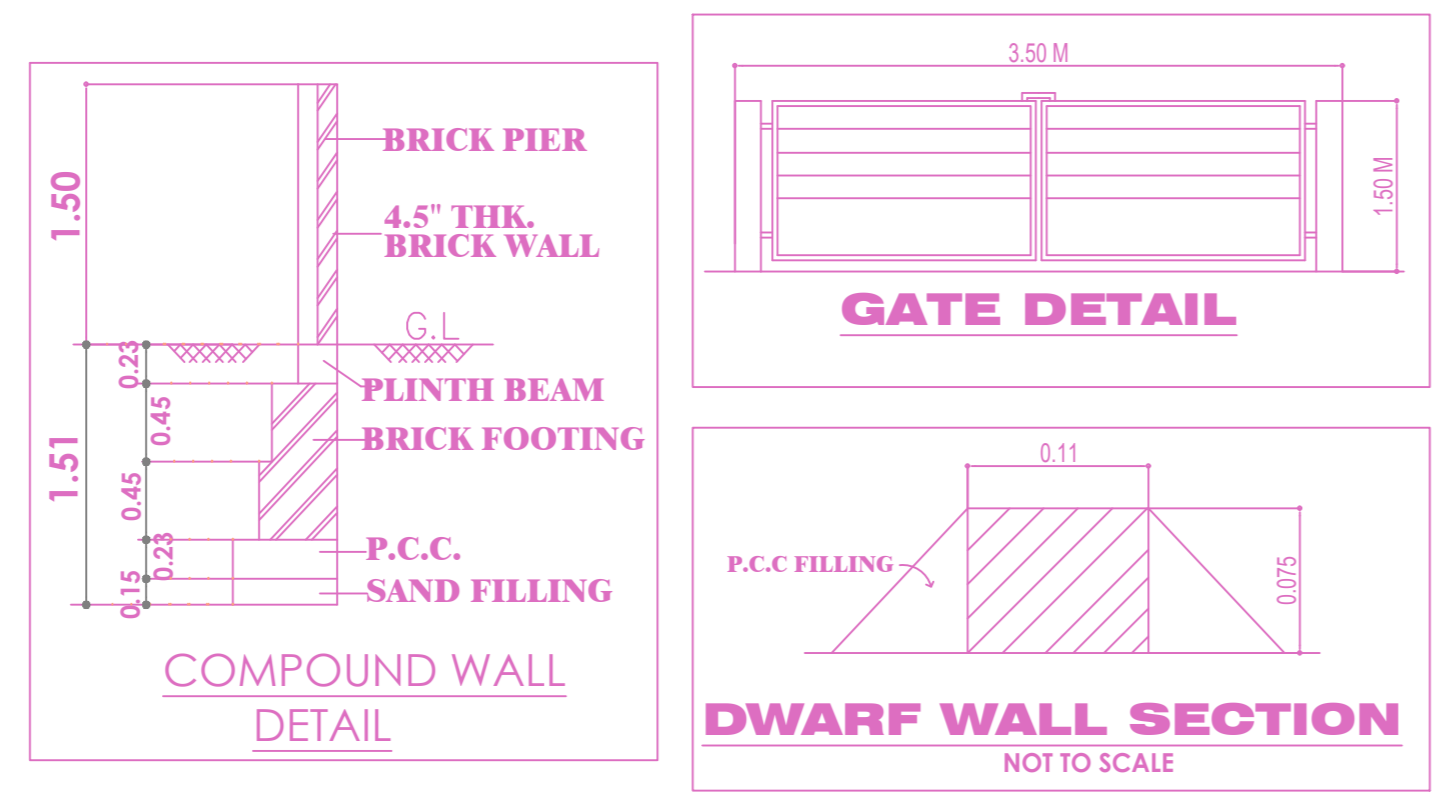 1.50
BRICK PIER
4.5" THK.
BRICK WALL
G.L
0.23
PLINTH BEAM
0.45
BRICK FOOTING
1.51
0.45
0.23
P.C.C.
0.15
SAND FILLING
COMPOUND WALL
DETAIL
3.50 M
1.50 M
GATE DETAIL
0.11
P.C.C FILLING
0.075
DWARF WALL SECTION
NOT TO SCALE